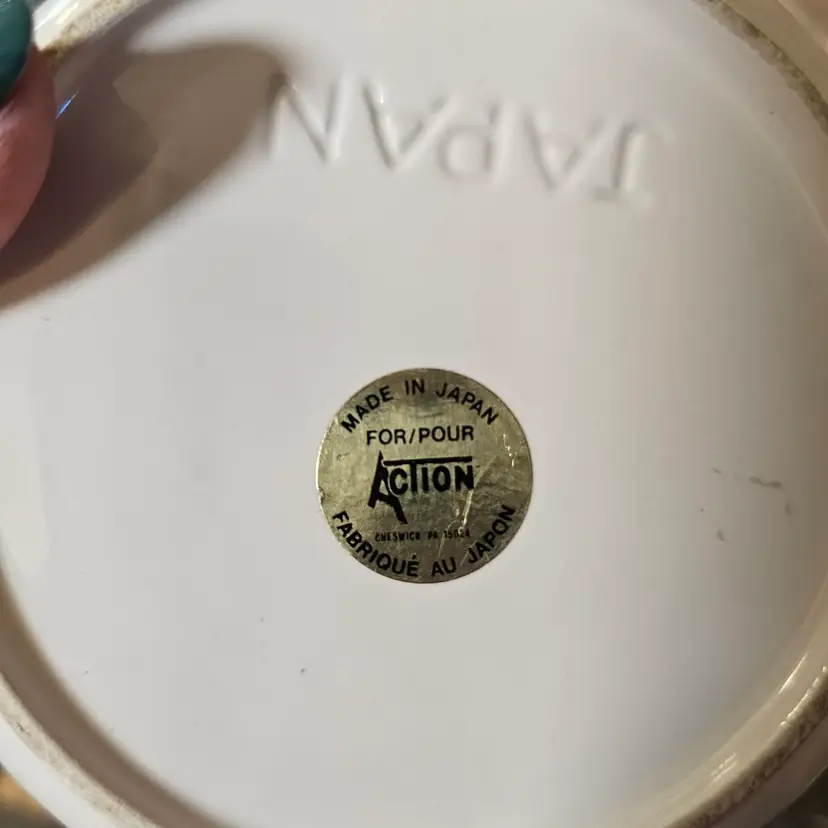 JAPAN
MADE IN JAPAN
FOR/POUR
ACTION
CHESWICK PA 15024
FABRIQUÉ AU JAPON